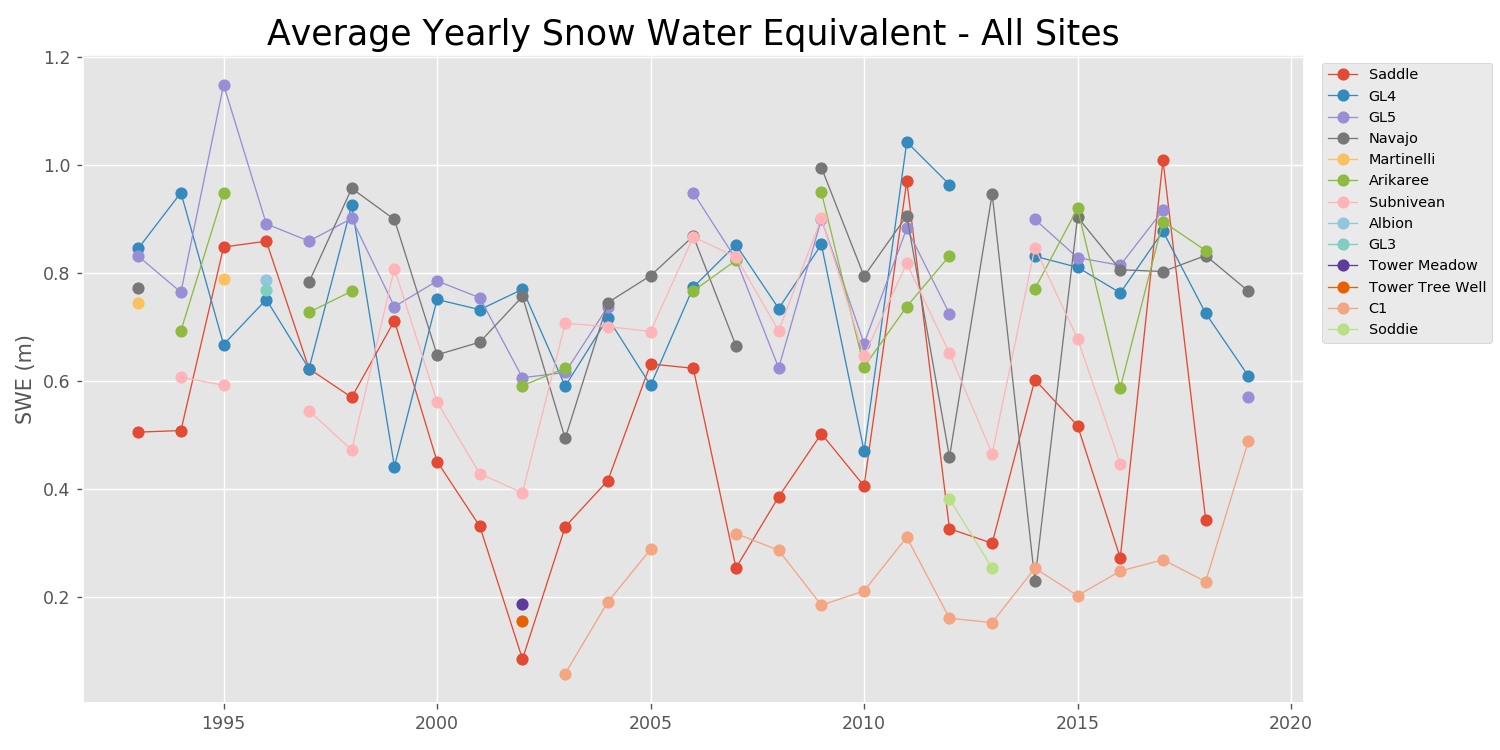 Average Yearly Snow Water Equivalent - All Sites
SWE (m)
1.2
1.0
0.8
0.6
0.4
0.2
1995
2000
2005
2010
2015
2020
Saddle
GL4
GL5
Navajo
Martinelli
Arikaree
Subnivean
Albion
GL3
Tower Meadow
Tower Tree Well
C1
Soddie